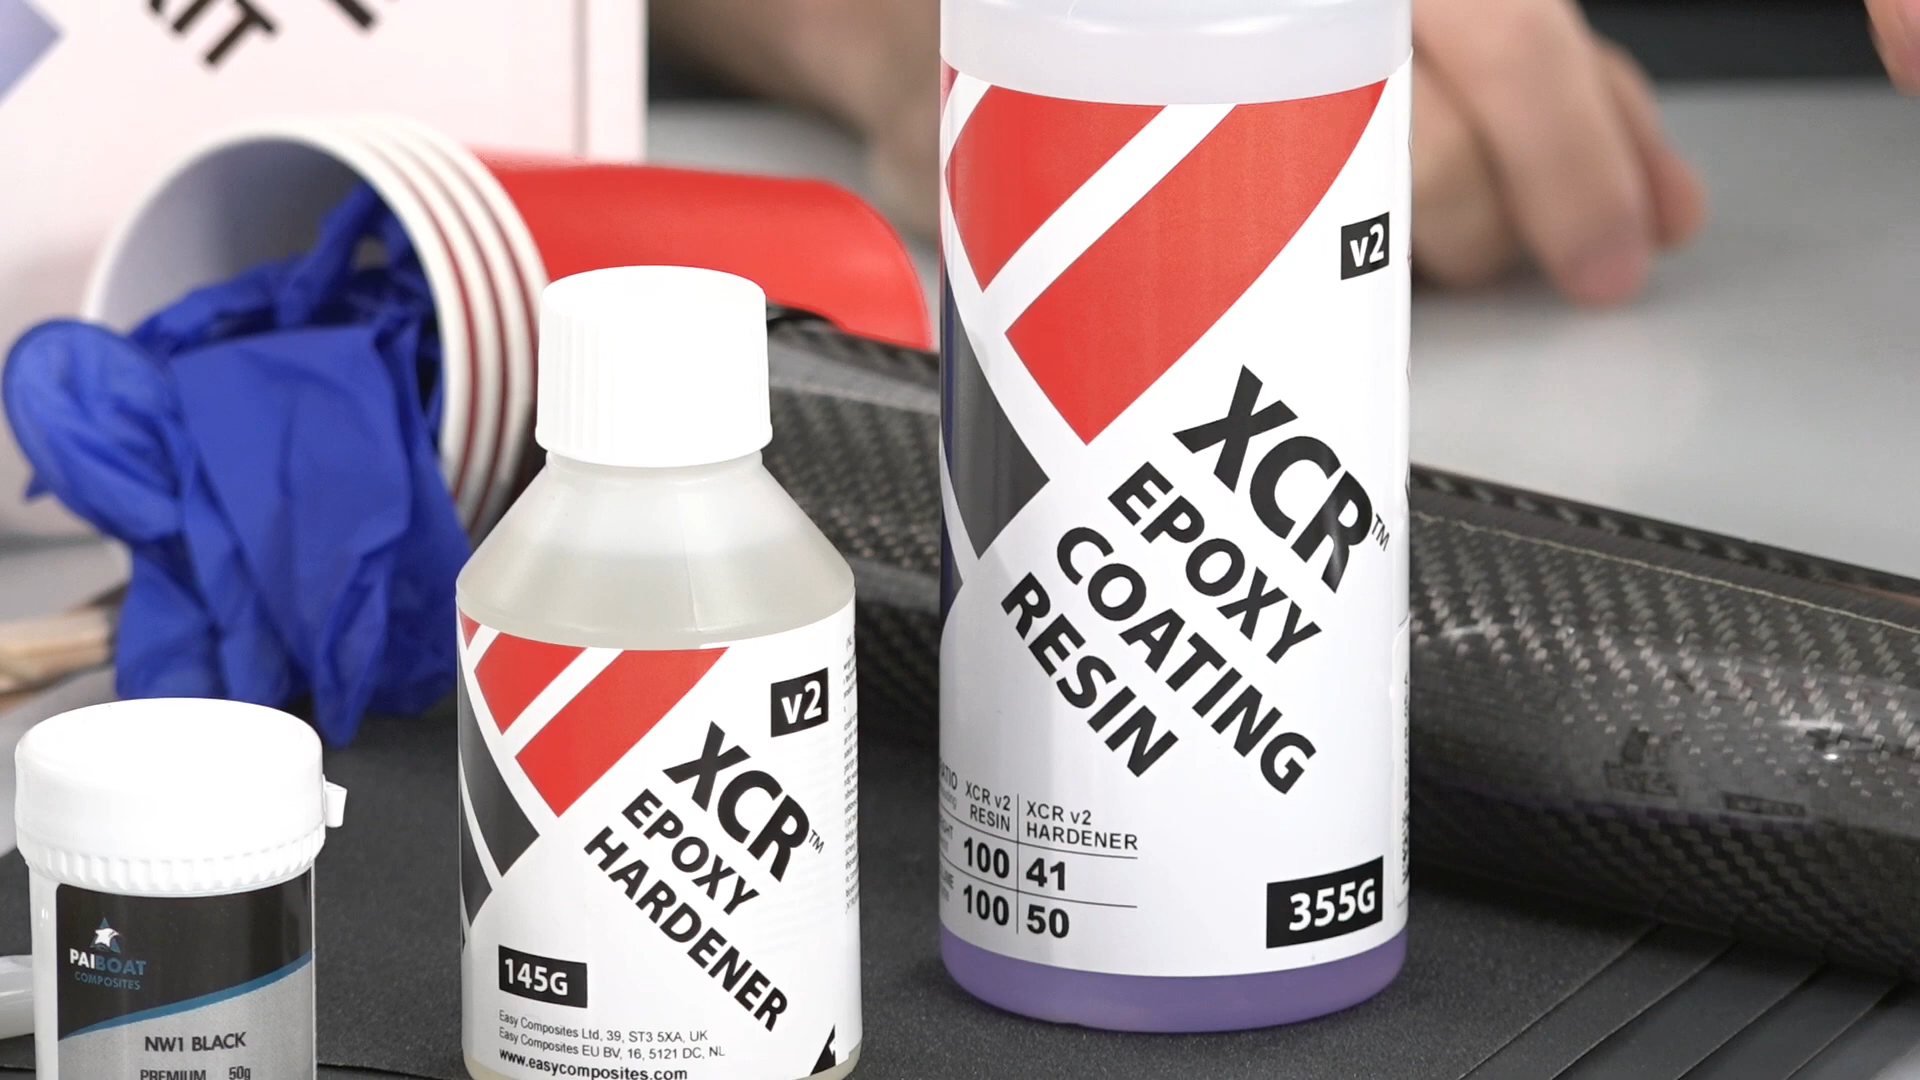 IT
v2
XCR™
EPOXY
COATING
RESIN
XCR v2
RESIN
XCR v2
HARDENER
100 41
100 50
355G
v2
XCR™
EPOXY
HARDENER
145G
Easy Composites Ltd, 39, ST3 5XA, UK
Easy Composites EU BV, 16, 5121 DC, NL
www.easycomposites.com
PAIBOAT
COMPOSITES
NW1 BLACK
PREMIUM 50g